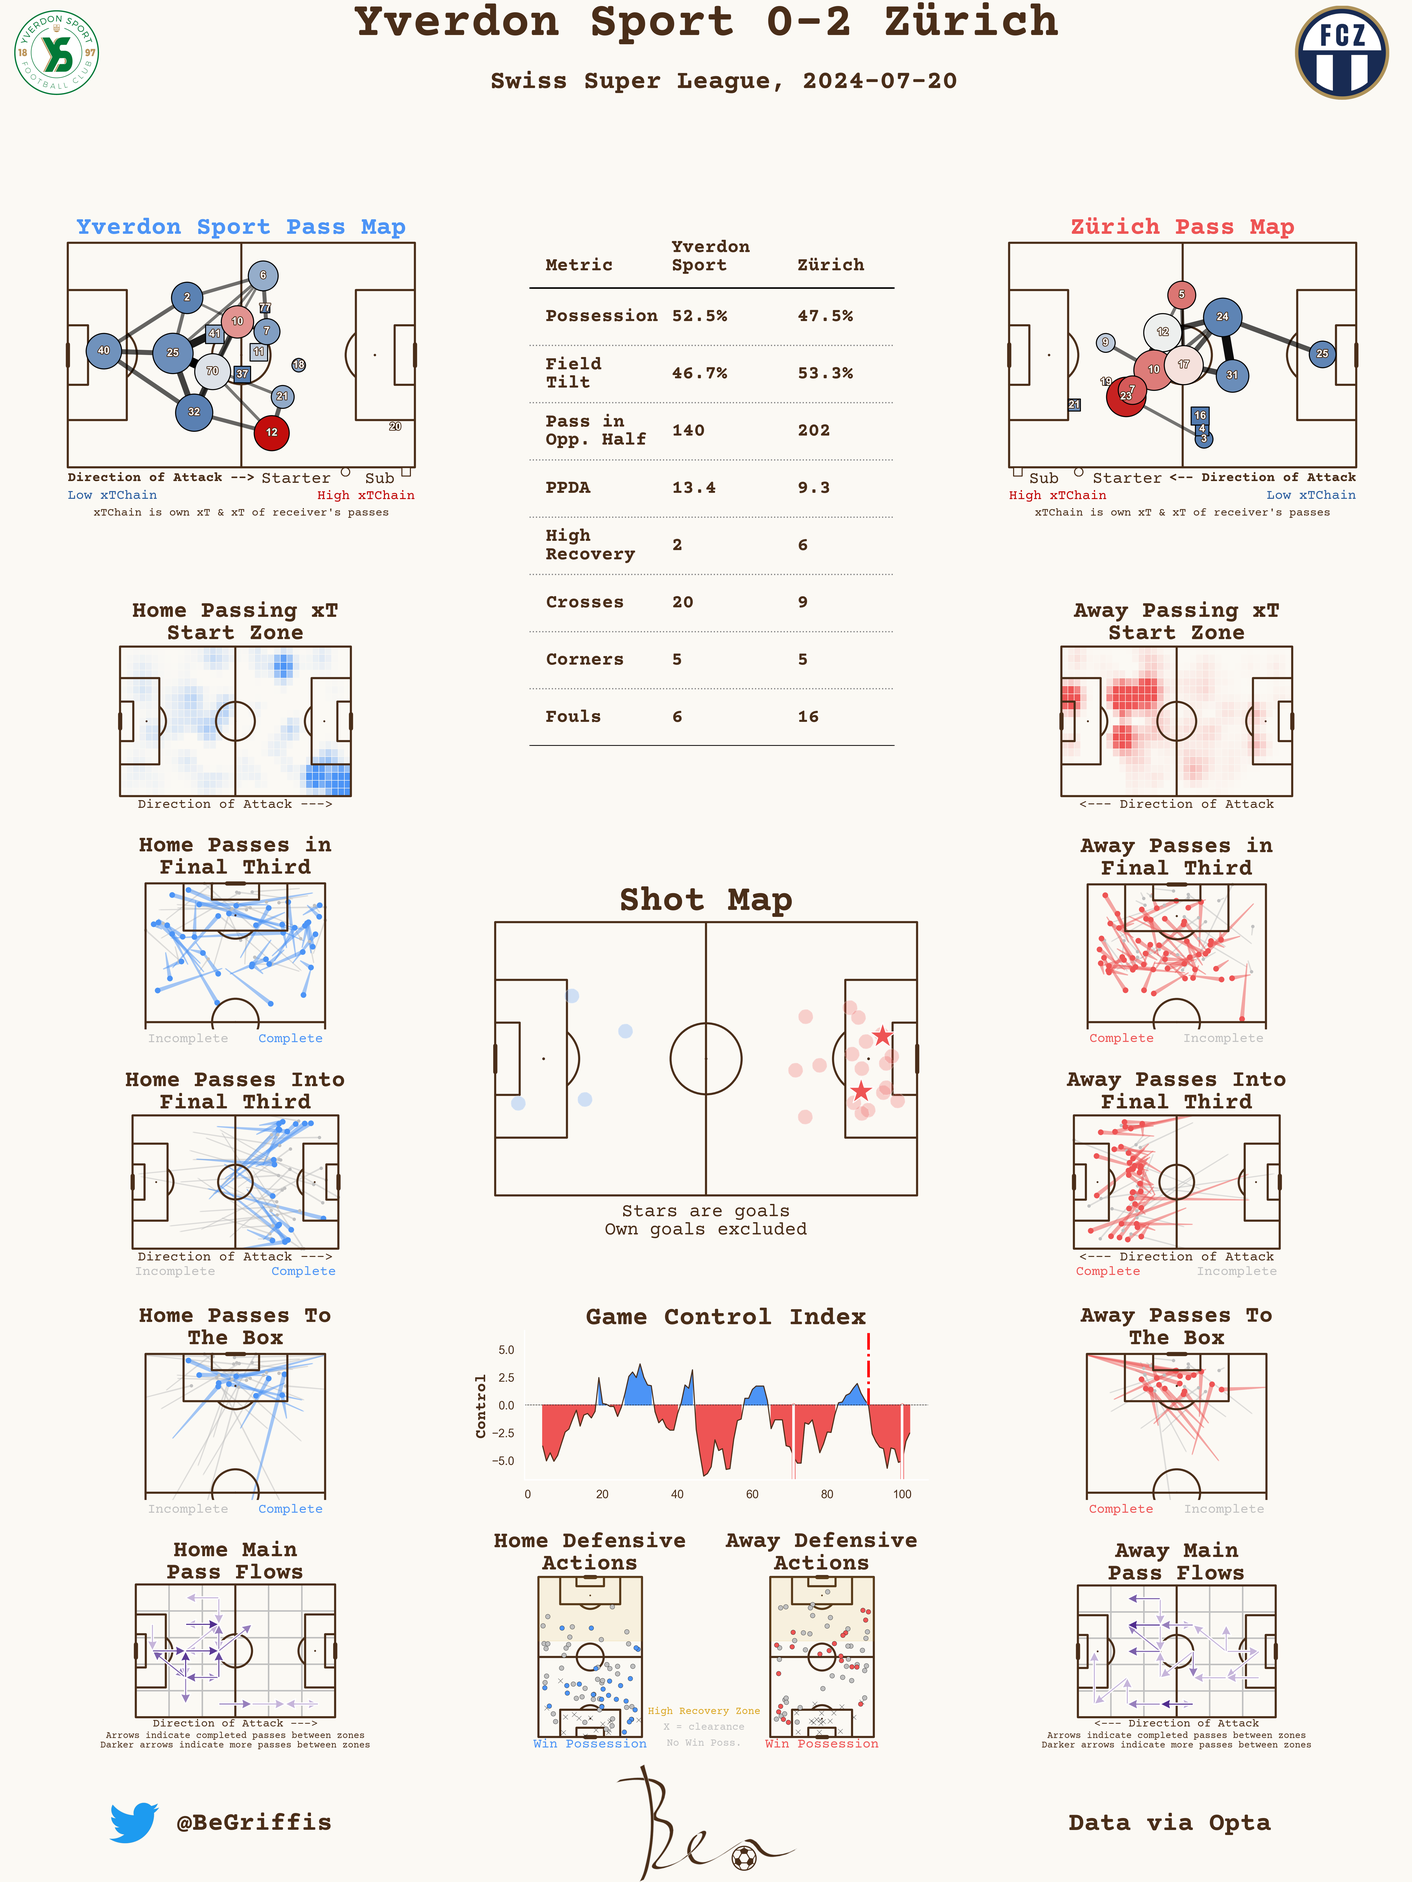 Yverdon Sport 0-2 Zürich
Swiss Super League, 2024-07-20
YVERDON SPORT
18 97
FOOTBALL CLUB
FCZ
Yverdon Sport Pass Map
6
2
77
10
7
41
40
25
11
70
37
18
21
32
12
20
Direction of Attack --> Starter Sub
Low xTChain High xTChain
xTChain is own xT & xT of receiver's passes
Metric Yverdon Sport Zürich
Possession 52.5% 47.5%
Field Tilt 46.7% 53.3%
Pass in Opp. Half 140 202
PPDA 13.4 9.3
High Recovery 2 6
Crosses 20 9
Corners 5 5
Fouls 6 16
Zürich Pass Map
5
24
12
9
25
17
10
31
19
7
23
21
16
4
3
Sub Starter <-- Direction of Attack
High xTChain Low xTChain
xTChain is own xT & xT of receiver's passes
Home Passing xT
Start Zone
Direction of Attack --->
Away Passing xT
Start Zone
<--- Direction of Attack
Home Passes in
Final Third
Incomplete Complete
Away Passes in
Final Third
Complete Incomplete
Shot Map
Stars are goals
Own goals excluded
Home Passes Into
Final Third
Direction of Attack --->
Incomplete Complete
Away Passes Into
Final Third
<--- Direction of Attack
Complete Incomplete
Home Passes To
The Box
Incomplete Complete
Game Control Index
Control
5.0
2.5
0.0
−2.5
−5.0
0 20 40 60 80 100
Away Passes To
The Box
Complete Incomplete
Home Main
Pass Flows
Direction of Attack --->
Arrows indicate completed passes between zones
Darker arrows indicate more passes between zones
Home Defensive
Actions
Win Possession
High Recovery Zone
X = clearance
No Win Poss.
Away Defensive
Actions
Win Possession
Away Main
Pass Flows
<--- Direction of Attack
Arrows indicate completed passes between zones
Darker arrows indicate more passes between zones
@BeGriffis
Ben
Data via Opta